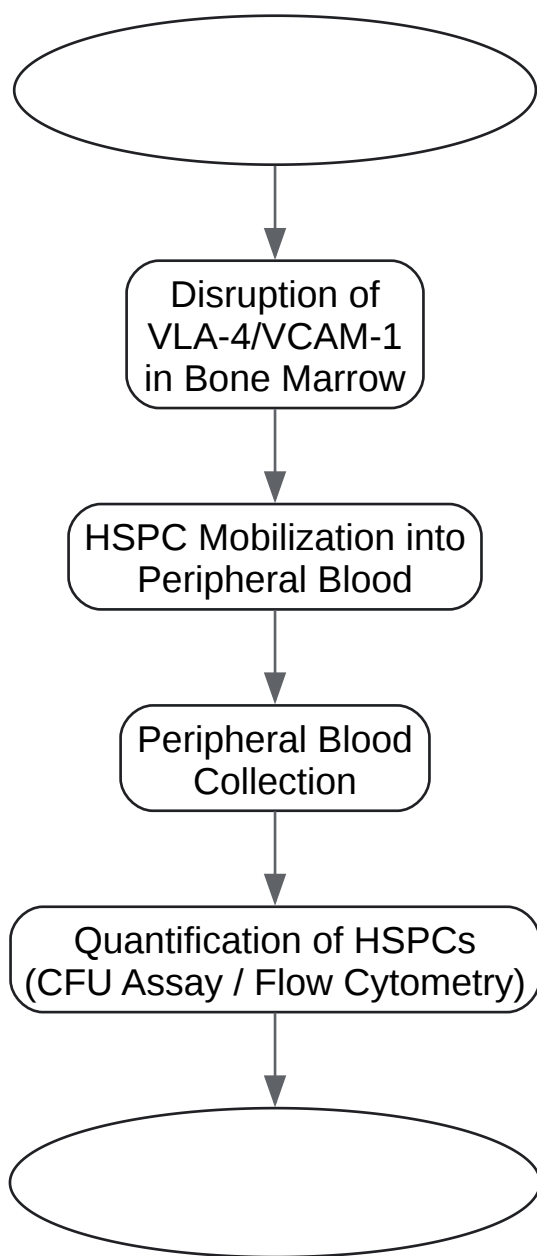 Disruption of
VLA-4/VCAM-1
in Bone Marrow
HSPC Mobilization into
Peripheral Blood
Peripheral Blood
Collection
Quantification of HSPCs
(CFU Assay / Flow Cytometry)